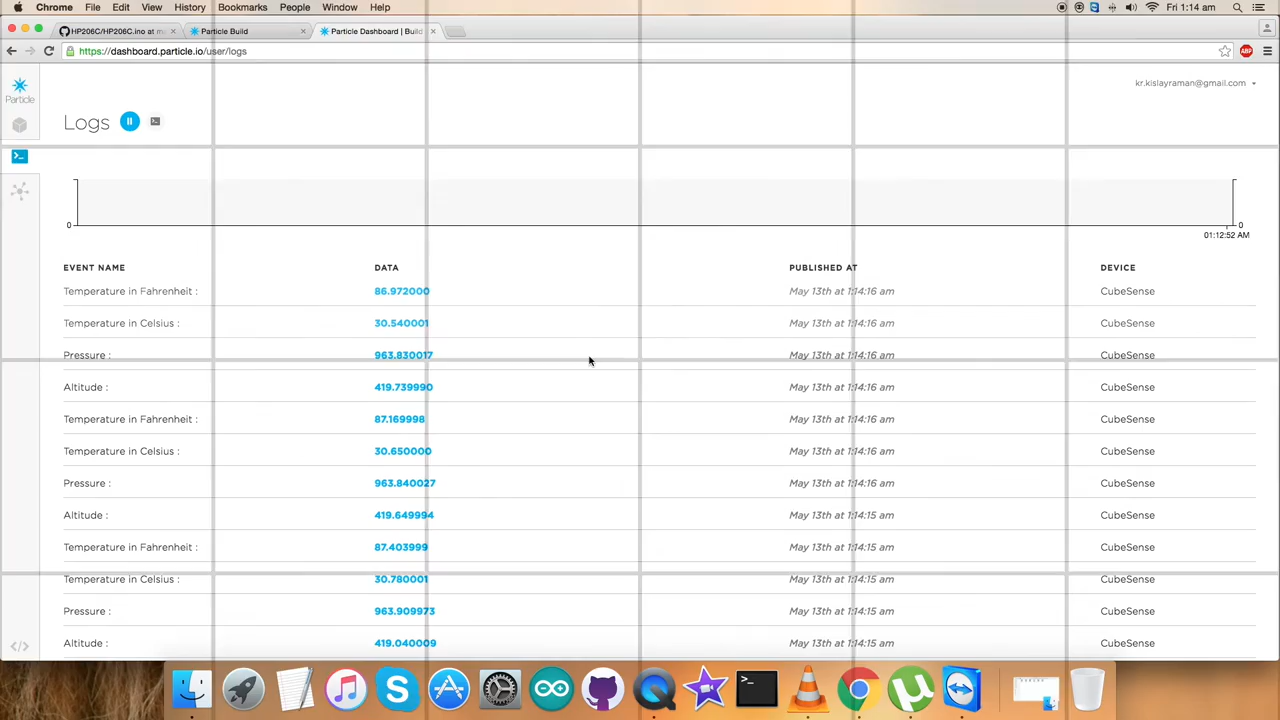 Chrome File Edit View History Bookmarks People Window Help Fri 1:14 am
HP206C/HP206C.ino at ma Particle Build Particle Dashboard | Build
https://dashboard.particle.io/user/logs
Particle
kr.kislayraman@gmail.com
Logs
0 0
01:12:52 AM
EVENT NAME DATA PUBLISHED AT DEVICE
Temperature in Fahrenheit : 86.972000 May 13th at 1:14:16 am CubeSense
Temperature in Celsius : 30.540001 May 13th at 1:14:16 am CubeSense
Pressure : 963.830017 May 13th at 1:14:16 am CubeSense
Altitude : 419.739990 May 13th at 1:14:16 am CubeSense
Temperature in Fahrenheit : 87.169998 May 13th at 1:14:16 am CubeSense
Temperature in Celsius : 30.650000 May 13th at 1:14:16 am CubeSense
Pressure : 963.840027 May 13th at 1:14:16 am CubeSense
Altitude : 419.649994 May 13th at 1:14:15 am CubeSense
Temperature in Fahrenheit : 87.403999 May 13th at 1:14:15 am CubeSense
Temperature in Celsius : 30.780001 May 13th at 1:14:15 am CubeSense
Pressure : 963.909973 May 13th at 1:14:15 am CubeSense
Altitude : 419.040009 May 13th at 1:14:15 am CubeSense